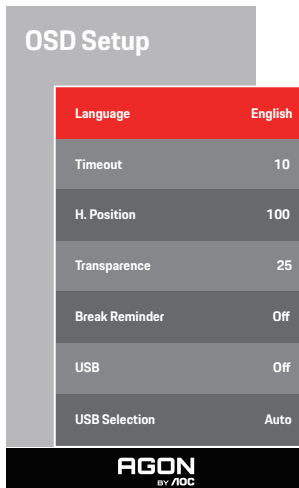 OSD Setup
Language English
Timeout 10
H. Position 100
Transparence 25
Break Reminder Off
USB Off
USB Selection Auto
AGON
BY AOC